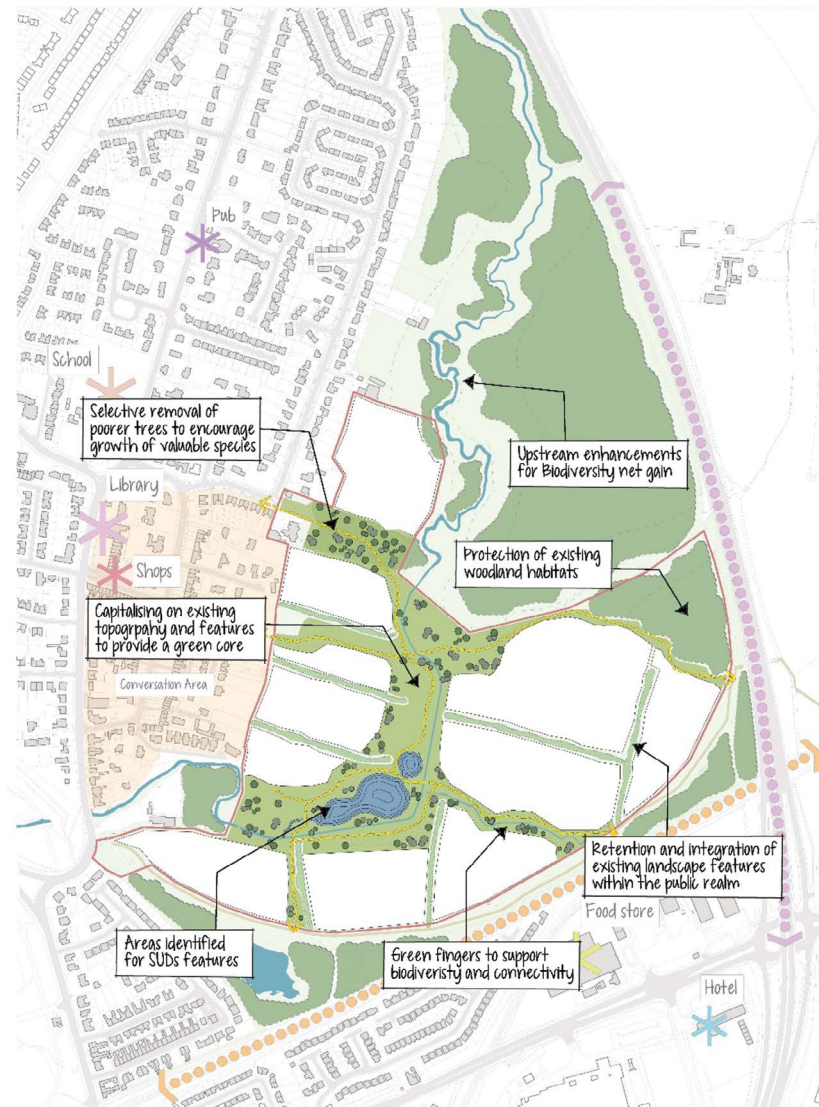 Pub
School
Selective removal of
poorer trees to encourage
growth of valuable species
Upstream enhancements
for Biodiversity net gain
Library
Protection of existing
woodland habitats
Shops
Capitalising on existing
topogrpahy and features
to provide a green core
Conversation Area
Retention and integration of
existing landscape features
within the public realm
Food store
Areas identified
for SUDs features
Green fingers to support
biodiveristy and connectivity
Hotel